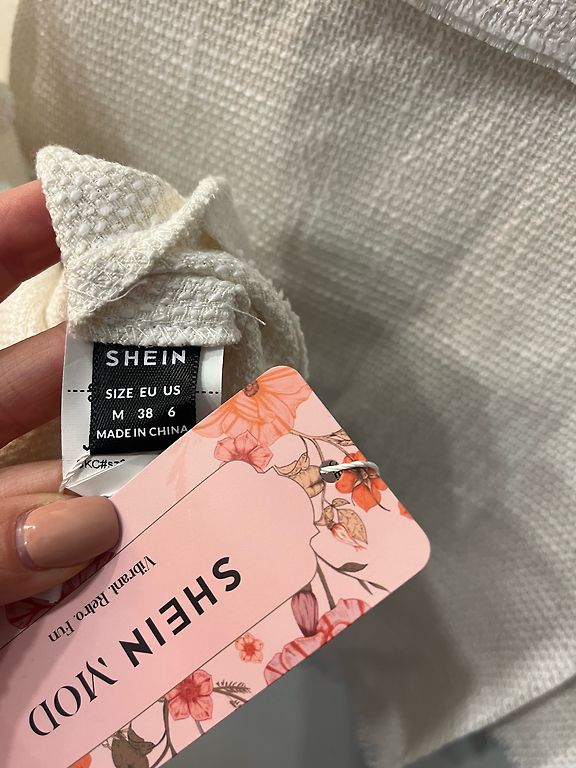 SHEIN
SIZE EU US
M 38 6
MADE IN CHINA
SHEIN MOD
Vibrant. Retro. Fun